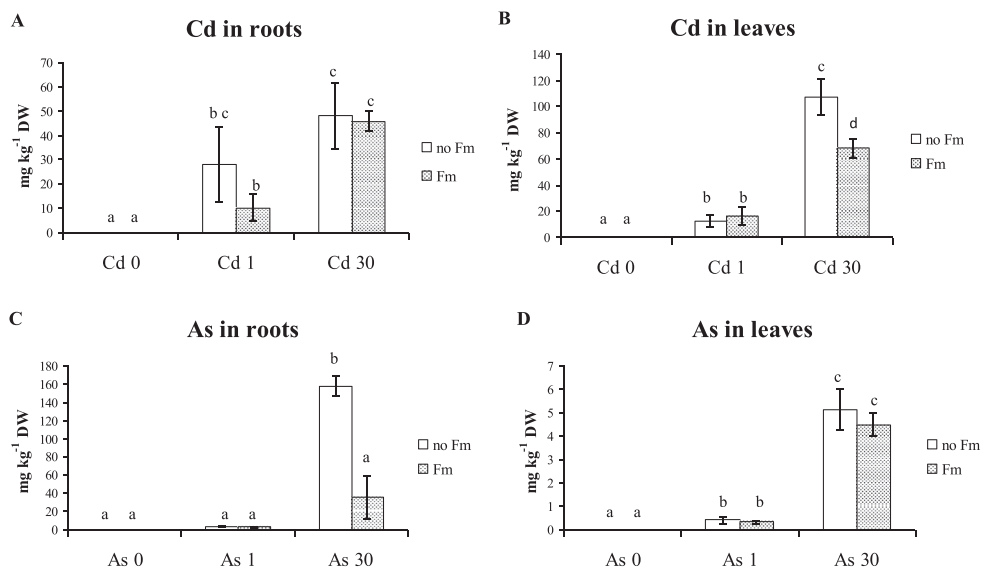 A
Cd in roots
mg kg⁻¹ DW
70
60
50
40
30
20
10
0
a a
b c
b
c
c
Cd 0 Cd 1 Cd 30
no Fm
Fm
B
Cd in leaves
mg kg⁻¹ DW
140
120
100
80
60
40
20
0
a a
b b
c
d
Cd 0 Cd 1 Cd 30
no Fm
Fm
C
As in roots
mg kg⁻¹ DW
180
160
140
120
100
80
60
40
20
0
a a
a a
b
a
As 0 As 1 As 30
no Fm
Fm
D
As in leaves
mg kg⁻¹ DW
7
6
5
4
3
2
1
0
a a
b b
c
c
As 0 As 1 As 30
no Fm
Fm